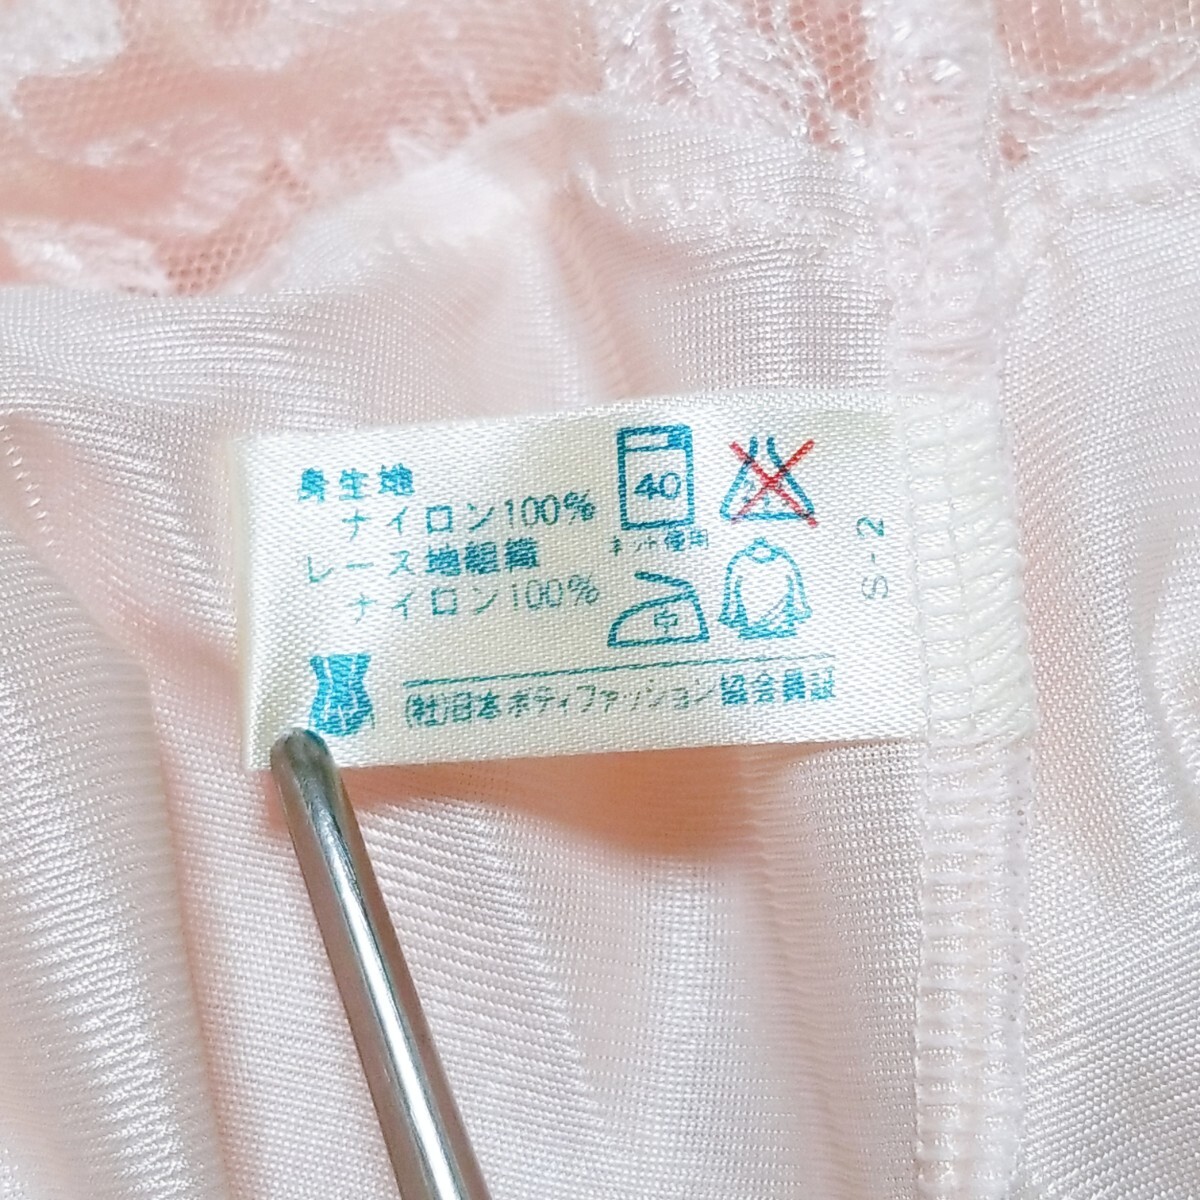 身生地
ナイロン100%
レース地組織
ナイロン100%
40
ネット使用
中
S-2
(社)日本ボディファッション協会員証